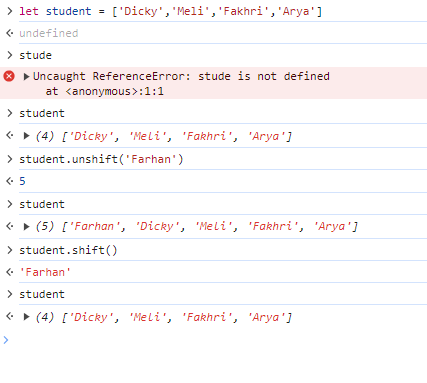 let student = ['Dicky','Meli','Fakhri','Arya']
undefined
stude
Uncaught ReferenceError: stude is not defined
at <anonymous>:1:1
student
(4) ['Dicky', 'Meli', 'Fakhri', 'Arya']
student.unshift('Farhan')
5
student
(5) ['Farhan', 'Dicky', 'Meli', 'Fakhri', 'Arya']
student.shift()
'Farhan'
student
(4) ['Dicky', 'Meli', 'Fakhri', 'Arya']